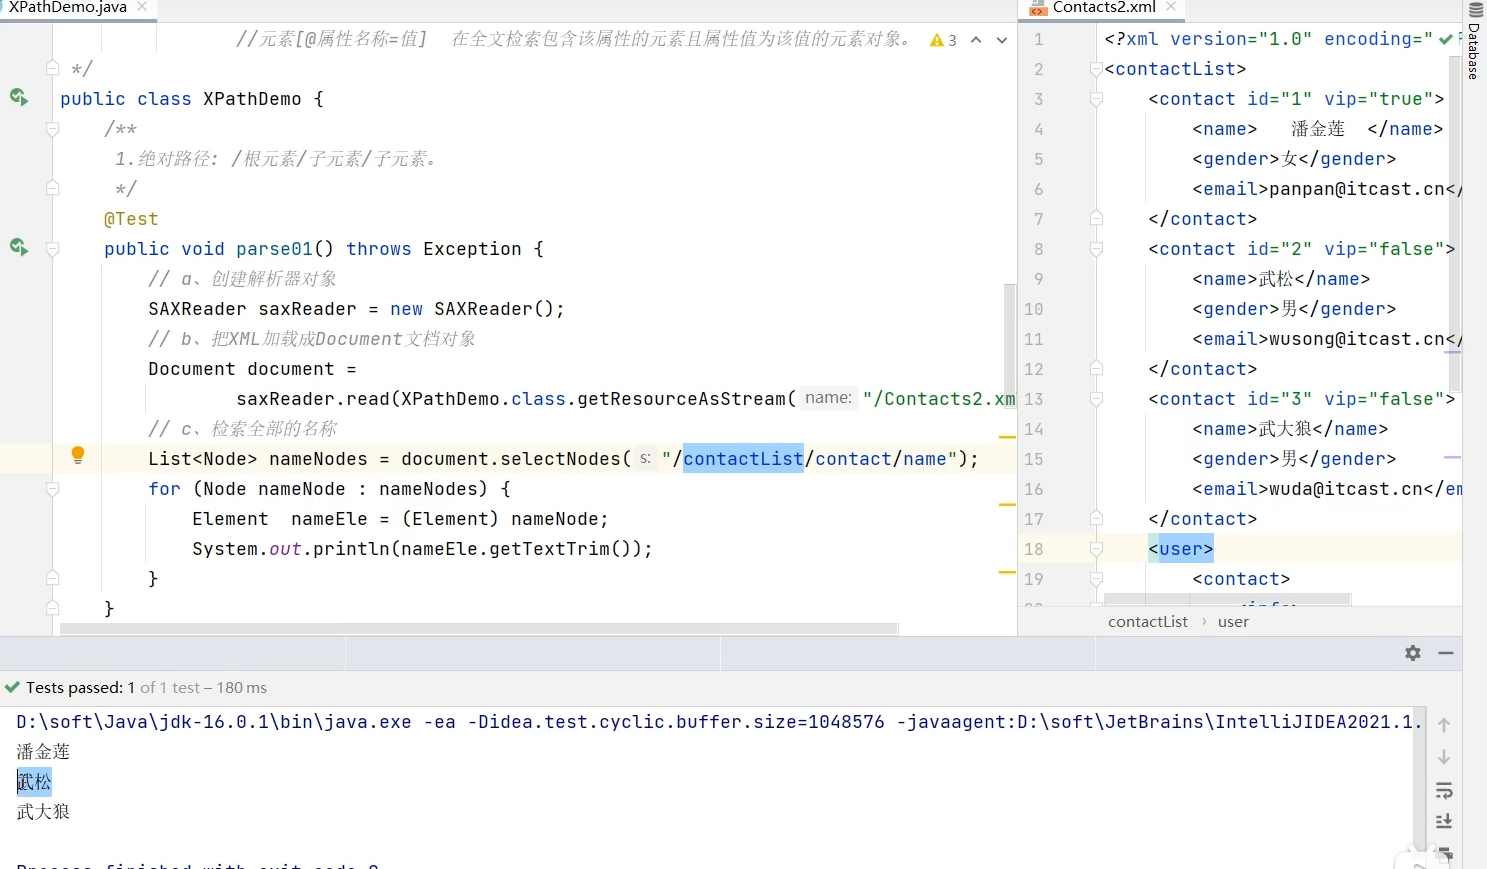 XPathDemo.java
//元素[@属性名称=值] 在全文检索包含该属性的元素且属性值为该值的元素对象。
3
*/
public class XPathDemo {
/**
1.绝对路径: /根元素/子元素/子元素。
*/
@Test
public void parse01() throws Exception {
// a、创建解析器对象
SAXReader saxReader = new SAXReader();
// b、把XML加载成Document文档对象
Document document =
saxReader.read(XPathDemo.class.getResourceAsStream( name: "/Contacts2.xm
// c、检索全部的名称
List<Node> nameNodes = document.selectNodes( s: "/contactList/contact/name");
for (Node nameNode : nameNodes) {
Element  nameEle = (Element) nameNode;
System.out.println(nameEle.getTextTrim());
}
}
Contacts2.xml
1 <?xml version="1.0" encoding="
2 <contactList>
3 <contact id="1" vip="true">
4 <name>   潘金莲  </name>
5 <gender>女</gender>
6 <email>panpan@itcast.cn</
7 </contact>
8 <contact id="2" vip="false">
9 <name>武松</name>
10 <gender>男</gender>
11 <email>wusong@itcast.cn</
12 </contact>
13 <contact id="3" vip="false">
14 <name>武大狼</name>
15 <gender>男</gender>
16 <email>wuda@itcast.cn</em
17 </contact>
18 <user>
19 <contact>
contactList › user
Database
Tests passed: 1 of 1 test – 180 ms
D:\soft\Java\jdk-16.0.1\bin\java.exe -ea -Didea.test.cyclic.buffer.size=1048576 -javaagent:D:\soft\JetBrains\IntelliJIDEA2021.1.
潘金莲
武松
武大狼